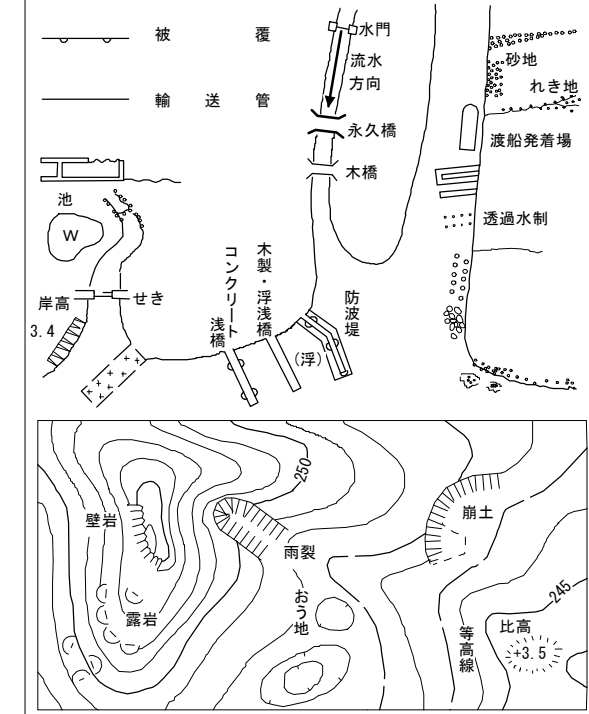 被覆
輸送管
水門
流水
方向
永久橋
木橋
砂地
れき地
渡船発着場
透過水制
池
W
せき
岸高
3.4
コンクリート
浅橋
木製・浮浅橋
(浮)
防波堤
250
壁岩
雨裂
崩土
露岩
おう地
等高線
245
比高
+3.5